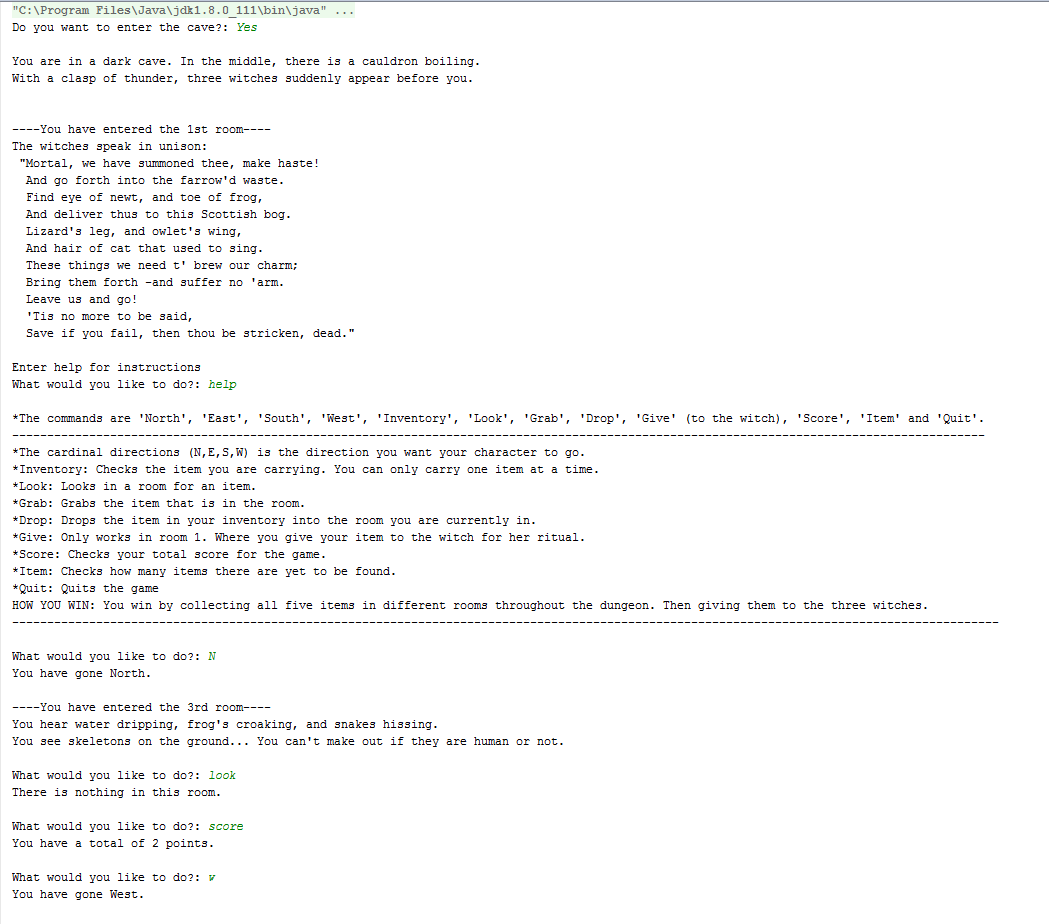 "C:\Program Files\Java\jdk1.8.0_111\bin\java" ...
Do you want to enter the cave?: Yes
You are in a dark cave. In the middle, there is a cauldron boiling.
With a clasp of thunder, three witches suddenly appear before you.
----You have entered the 1st room----
The witches speak in unison:
"Mortal, we have summoned thee, make haste!
And go forth into the farrow'd waste.
Find eye of newt, and toe of frog,
And deliver thus to this Scottish bog.
Lizard's leg, and owlet's wing,
And hair of cat that used to sing.
These things we need t' brew our charm;
Bring them forth -and suffer no 'arm.
Leave us and go!
'Tis no more to be said,
Save if you fail, then thou be stricken, dead."
Enter help for instructions
What would you like to do?: help
*The commands are 'North', 'East', 'South', 'West', 'Inventory', 'Look', 'Grab', 'Drop', 'Give' (to the witch), 'Score', 'Item' and 'Quit'.
*The cardinal directions (N,E,S,W) is the direction you want your character to go.
*Inventory: Checks the item you are carrying. You can only carry one item at a time.
*Look: Looks in a room for an item.
*Grab: Grabs the item that is in the room.
*Drop: Drops the item in your inventory into the room you are currently in.
*Give: Only works in room 1. Where you give your item to the witch for her ritual.
*Score: Checks your total score for the game.
*Item: Checks how many items there are yet to be found.
*Quit: Quits the game
HOW YOU WIN: You win by collecting all five items in different rooms throughout the dungeon. Then giving them to the three witches.
What would you like to do?: N
You have gone North.
----You have entered the 3rd room----
You hear water dripping, frog's croaking, and snakes hissing.
You see skeletons on the ground... You can't make out if they are human or not.
What would you like to do?: look
There is nothing in this room.
What would you like to do?: score
You have a total of 2 points.
What would you like to do?: w
You have gone West.